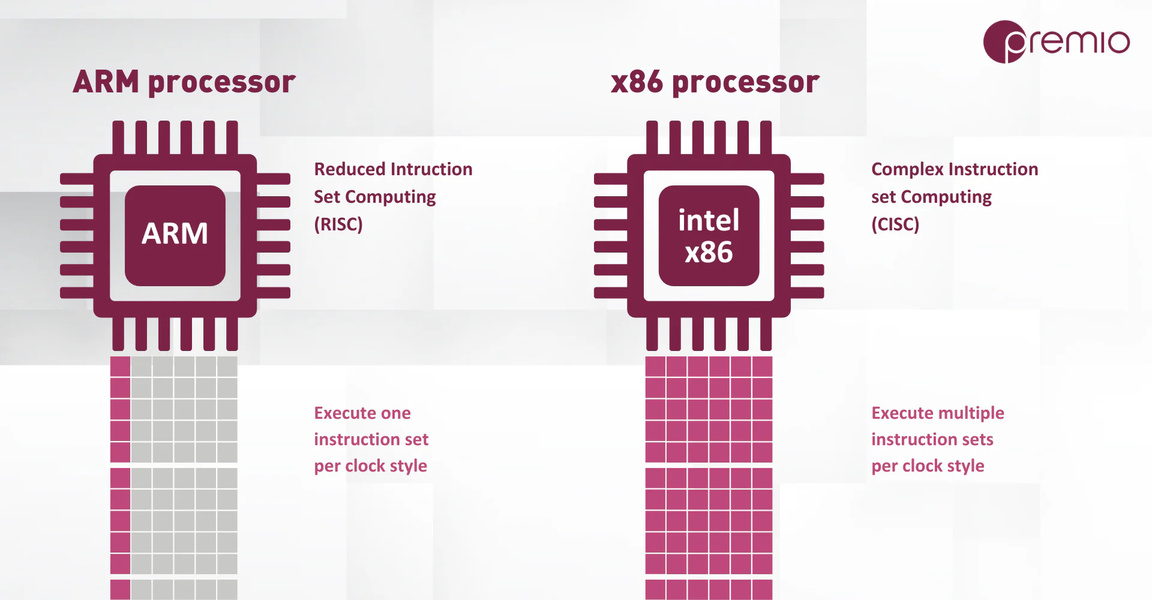 premio
ARM processor
x86 processor
ARM
Reduced Intruction
Set Computing
(RISC)
intel
x86
Complex Instruction
set Computing
(CISC)
Execute one
instruction set
per clock style
Execute multiple
instruction sets
per clock style